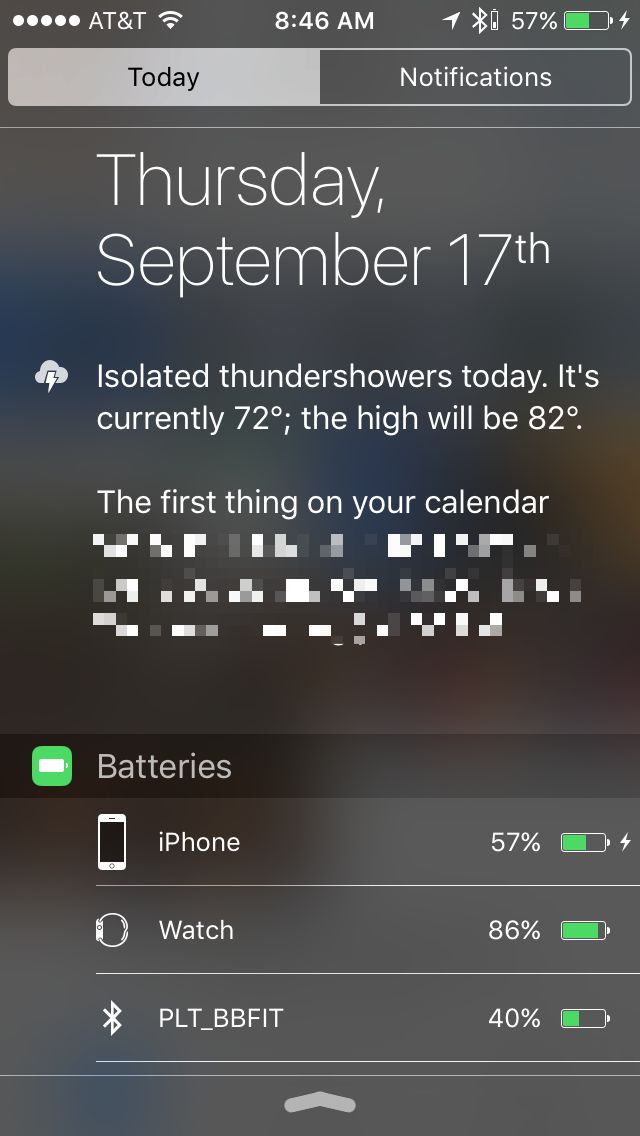 AT&T 8:46 AM 57%
Today Notifications
Thursday,
September 17th
Isolated thundershowers today. It's
currently 72°; the high will be 82°.
The first thing on your calendar
Batteries
iPhone 57%
Watch 86%
PLT_BBFIT 40%